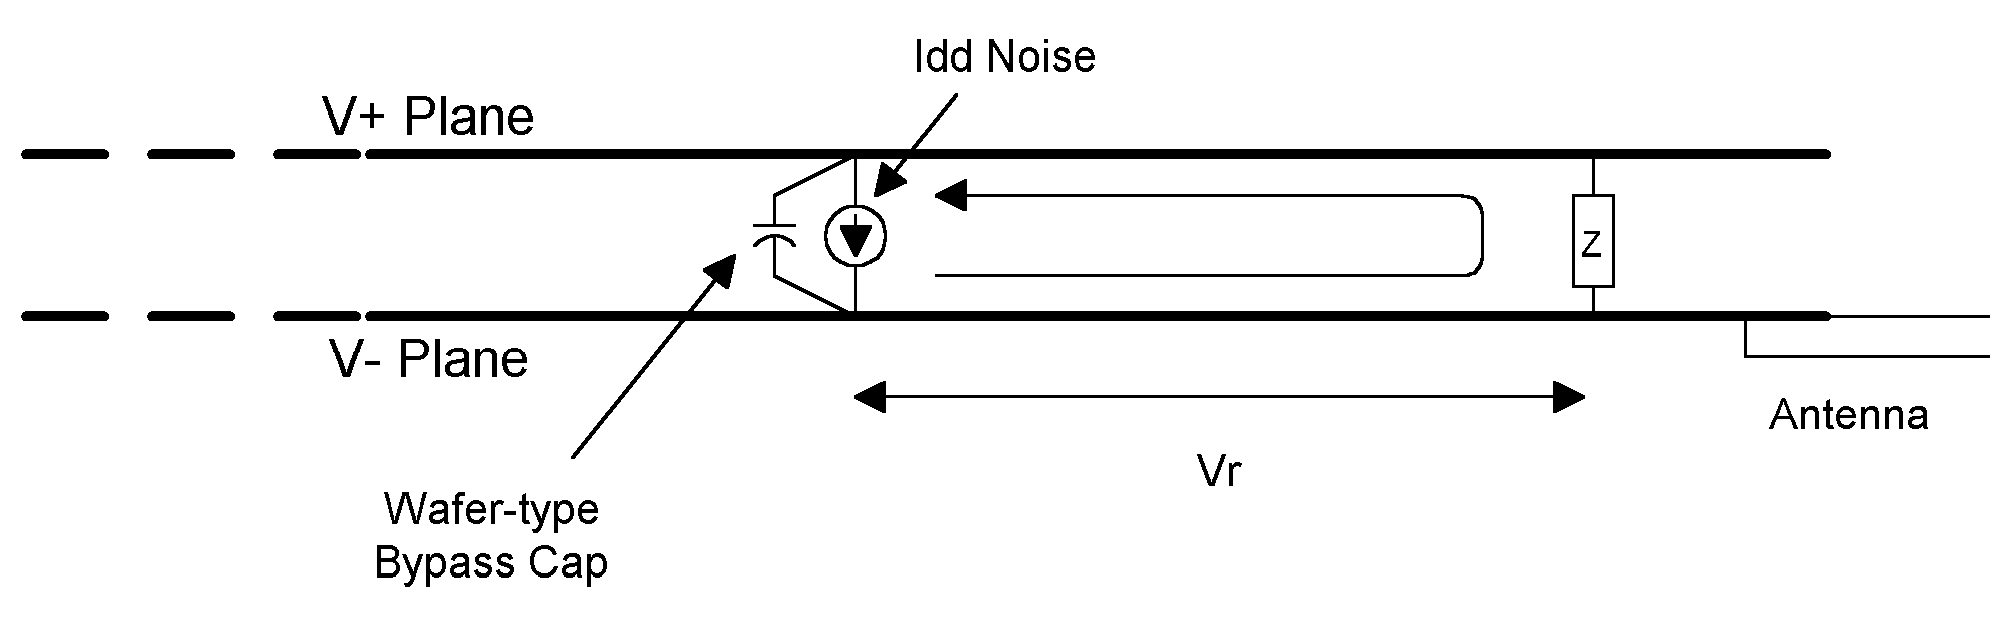 Idd Noise
V+ Plane
Z
V- Plane
Antenna
Vr
Wafer-type
Bypass Cap